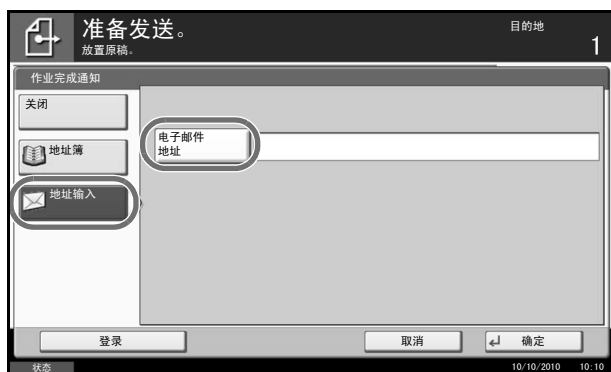 准备发送。
放置原稿。
目的地
1
作业完成通知
关闭
地址簿
地址输入
电子邮件
地址
登录
取消
确定
状态
10/10/2010 10:10